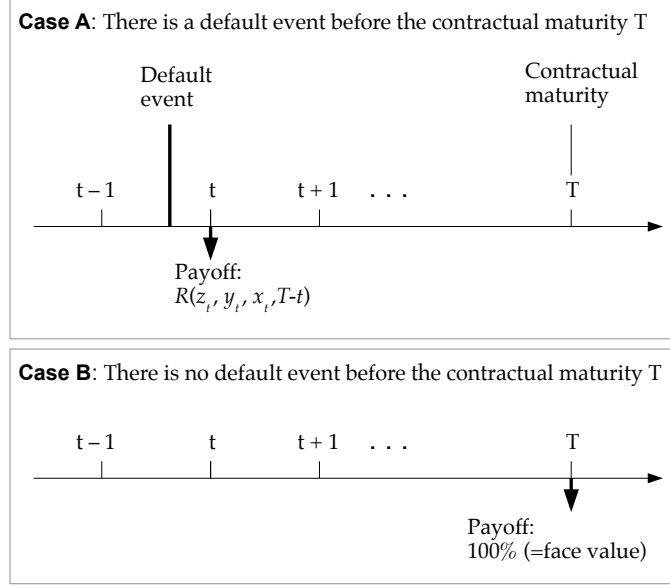 Case A: There is a default event before the contractual maturity T
Default
event
Contractual
maturity
t – 1 t t + 1 . . . T
Payoff:
R(z_t, y_t, x_t,T-t)
Case B: There is no default event before the contractual maturity T
t – 1 t t + 1 . . . T
Payoff:
100% (=face value)